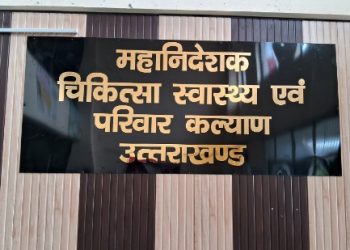 महानिदेशक
चिकित्सा स्वास्थ्य एवं
परिवार कल्याण
उत्तराखण्ड